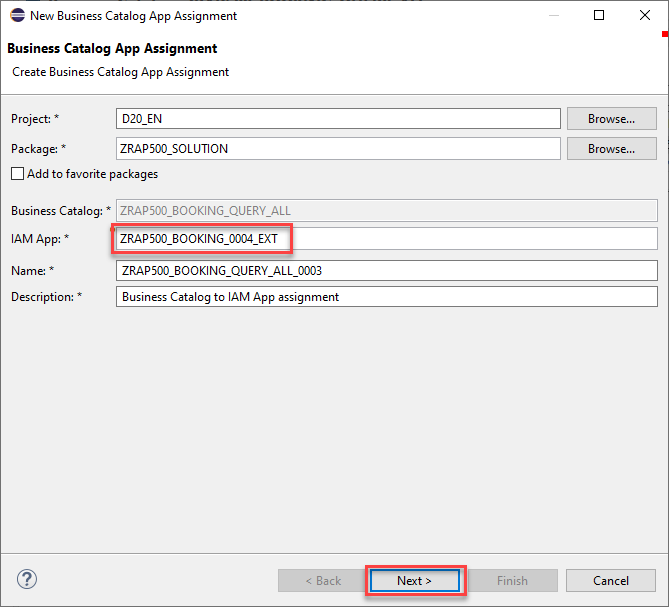 New Business Catalog App Assignment
Business Catalog App Assignment
Create Business Catalog App Assignment
Project: * D20_EN Browse...
Package: * ZRAP500_SOLUTION Browse...
Add to favorite packages
Business Catalog: * ZRAP500_BOOKING_QUERY_ALL
IAM App: * ZRAP500_BOOKING_0004_EXT
Name: * ZRAP500_BOOKING_QUERY_ALL_0003
Description: * Business Catalog to IAM App assignment
? < Back Next > Finish Cancel